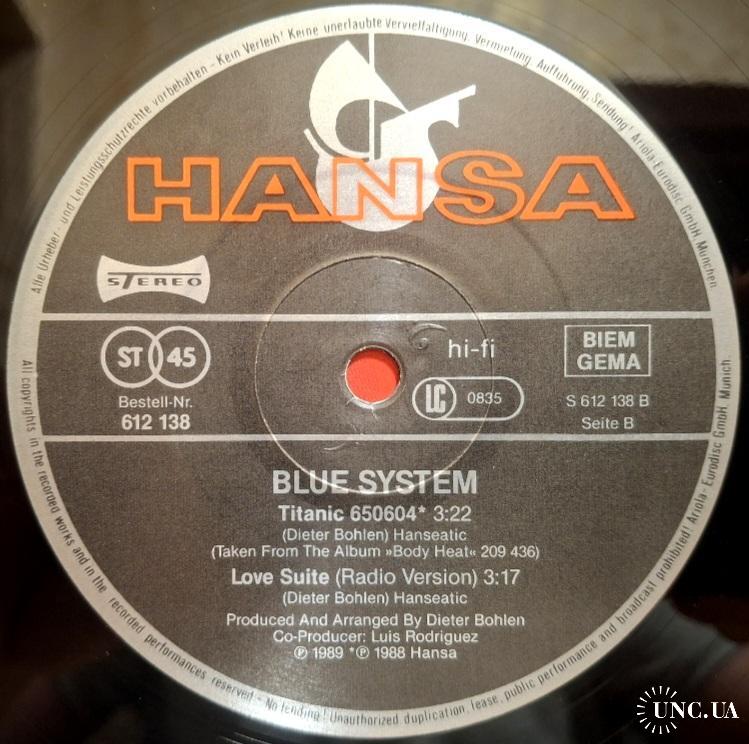 Alle Urheber- und Leistungsschutzrechte vorbehalten - Kein Verleih! Keine unerlaubte Vervielfältigung, Vermietung, Aufführung, Sendung! Ariola-Eurodisc GmbH, München.
HANSA
STEREO
ST 45
Bestell-Nr.
612 138
hi-fi
LC 0835
BIEM
GEMA
S 612 138 B
Seite B
BLUE SYSTEM
Titanic 650604* 3:22
(Dieter Bohlen) Hanseatic
(Taken From The Album »Body Heat« 209 436)
Love Suite (Radio Version) 3:17
(Dieter Bohlen) Hanseatic
Produced And Arranged By Dieter Bohlen
Co-Producer: Luis Rodriguez
℗ 1989 *℗ 1988 Hansa
All copyrights in the recorded works and in the recorded performances reserved - No lending! Unauthorized duplication, lease, public performance and broadcast prohibited! Ariola-Eurodisc GmbH, Munich.
UNC.UA